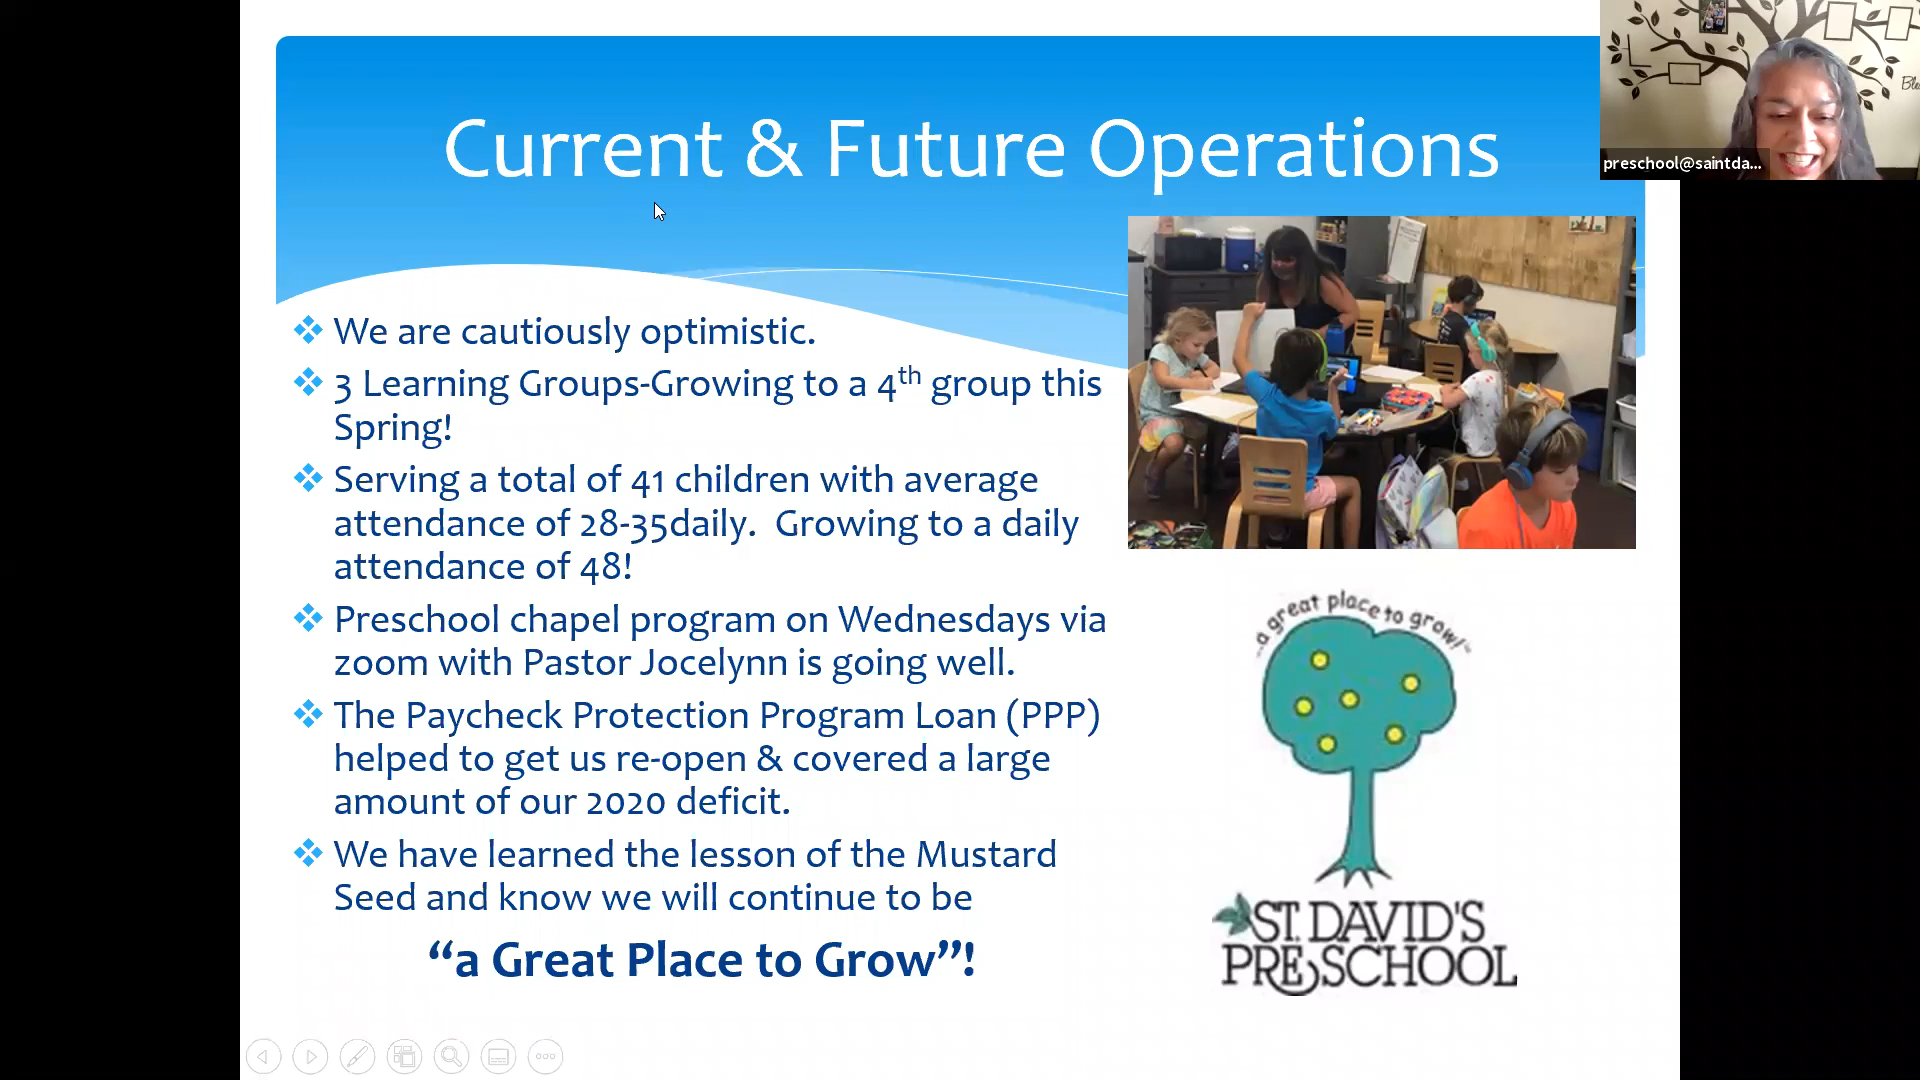 Current & Future Operations
preschool@saintda...
We are cautiously optimistic.
3 Learning Groups-Growing to a 4th group this
Spring!
Serving a total of 41 children with average
attendance of 28-35daily.  Growing to a daily
attendance of 48!
Preschool chapel program on Wednesdays via
zoom with Pastor Jocelynn is going well.
The Paycheck Protection Program Loan (PPP)
helped to get us re-open & covered a large
amount of our 2020 deficit.
We have learned the lesson of the Mustard
Seed and know we will continue to be
“a Great Place to Grow”!
"...a great place to grow!"
ST. DAVID'S
PRESCHOOL